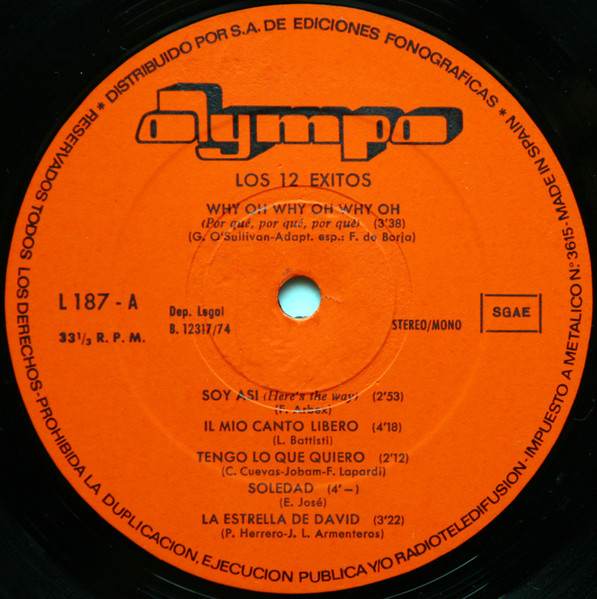 * DISTRIBUIDO POR S.A. DE EDICIONES FONOGRAFICAS * MADE IN SPAIN
olympo
LOS 12 EXITOS
WHY OH WHY OH WHY OH
(Por qué, por qué, por qué) (3'38)
(G. O'Sullivan-Adapt. esp.: F. de Borja)
L 187 - A
Dep. Legal
B. 12317/74
33 1/3 R. P. M.
STEREO/MONO
SGAE
SOY ASI (Here's the way) (2'53)
(F. Arbex)
IL MIO CANTO LIBERO (4'18)
(L. Battisti)
TENGO LO QUE QUIERO (2'12)
(C. Cuevas-Jobam-F. Lapardi)
SOLEDAD (4'—)
(E. José)
LA ESTRELLA DE DAVID (3'22)
(P. Herrero-J. L. Armenteros)
RESERVADOS TODOS LOS DERECHOS-PROHIBIDA LA DUPLICACION, EJECUCION PUBLICA Y/O RADIOTELEDIFUSION-IMPUESTO A METALICO N.º 3615-